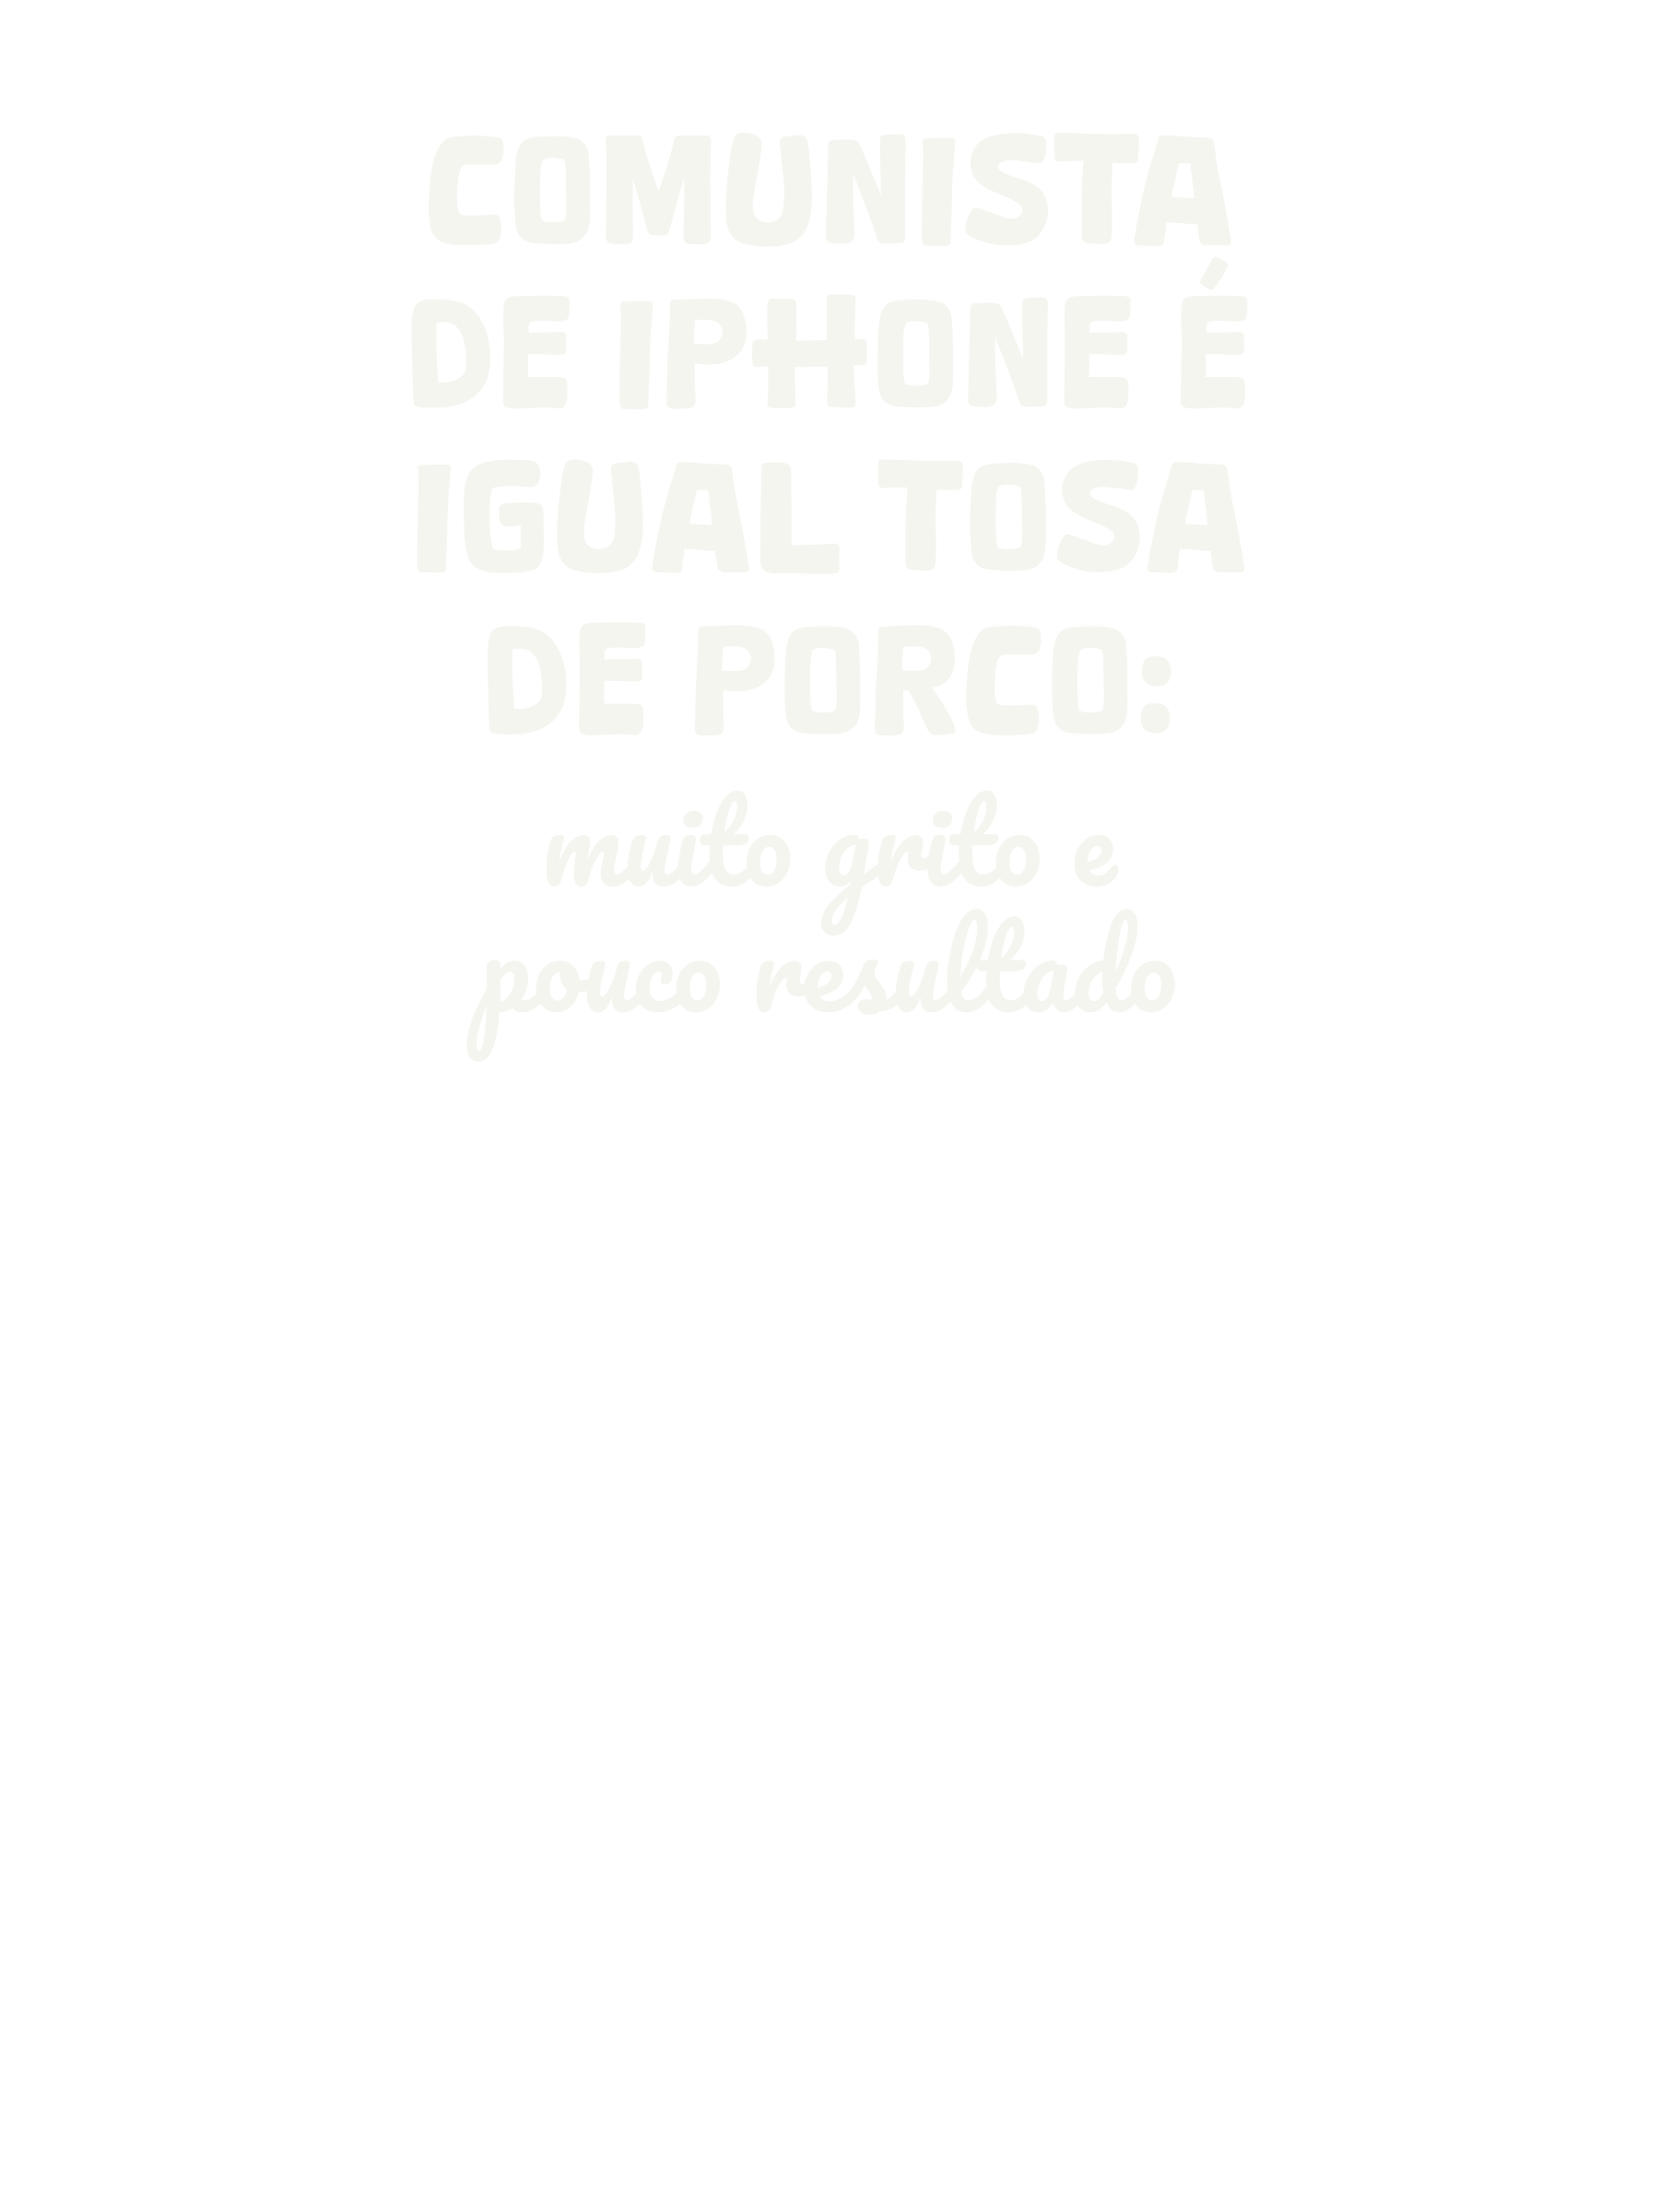 COMUNISTA
DE IPHONE É
IGUAL TOSA
DE PORCO:
muito grito e
pouco resultado